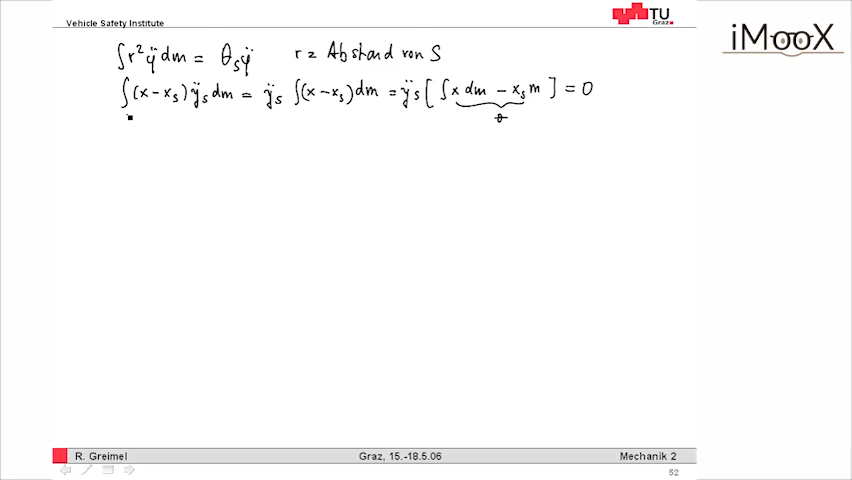 Vehicle Safety Institute
TU
Graz
iMooX
∫r² φ̈ dm = θ_S φ̈ r = Abstand von S
∫(x − x_S) ÿ_S dm = ÿ_S ∫(x − x_S) dm = ÿ_S [ ∫x dm − x_S m ] = 0
0
R. Greimel Graz, 15.-18.5.06 Mechanik 2
52